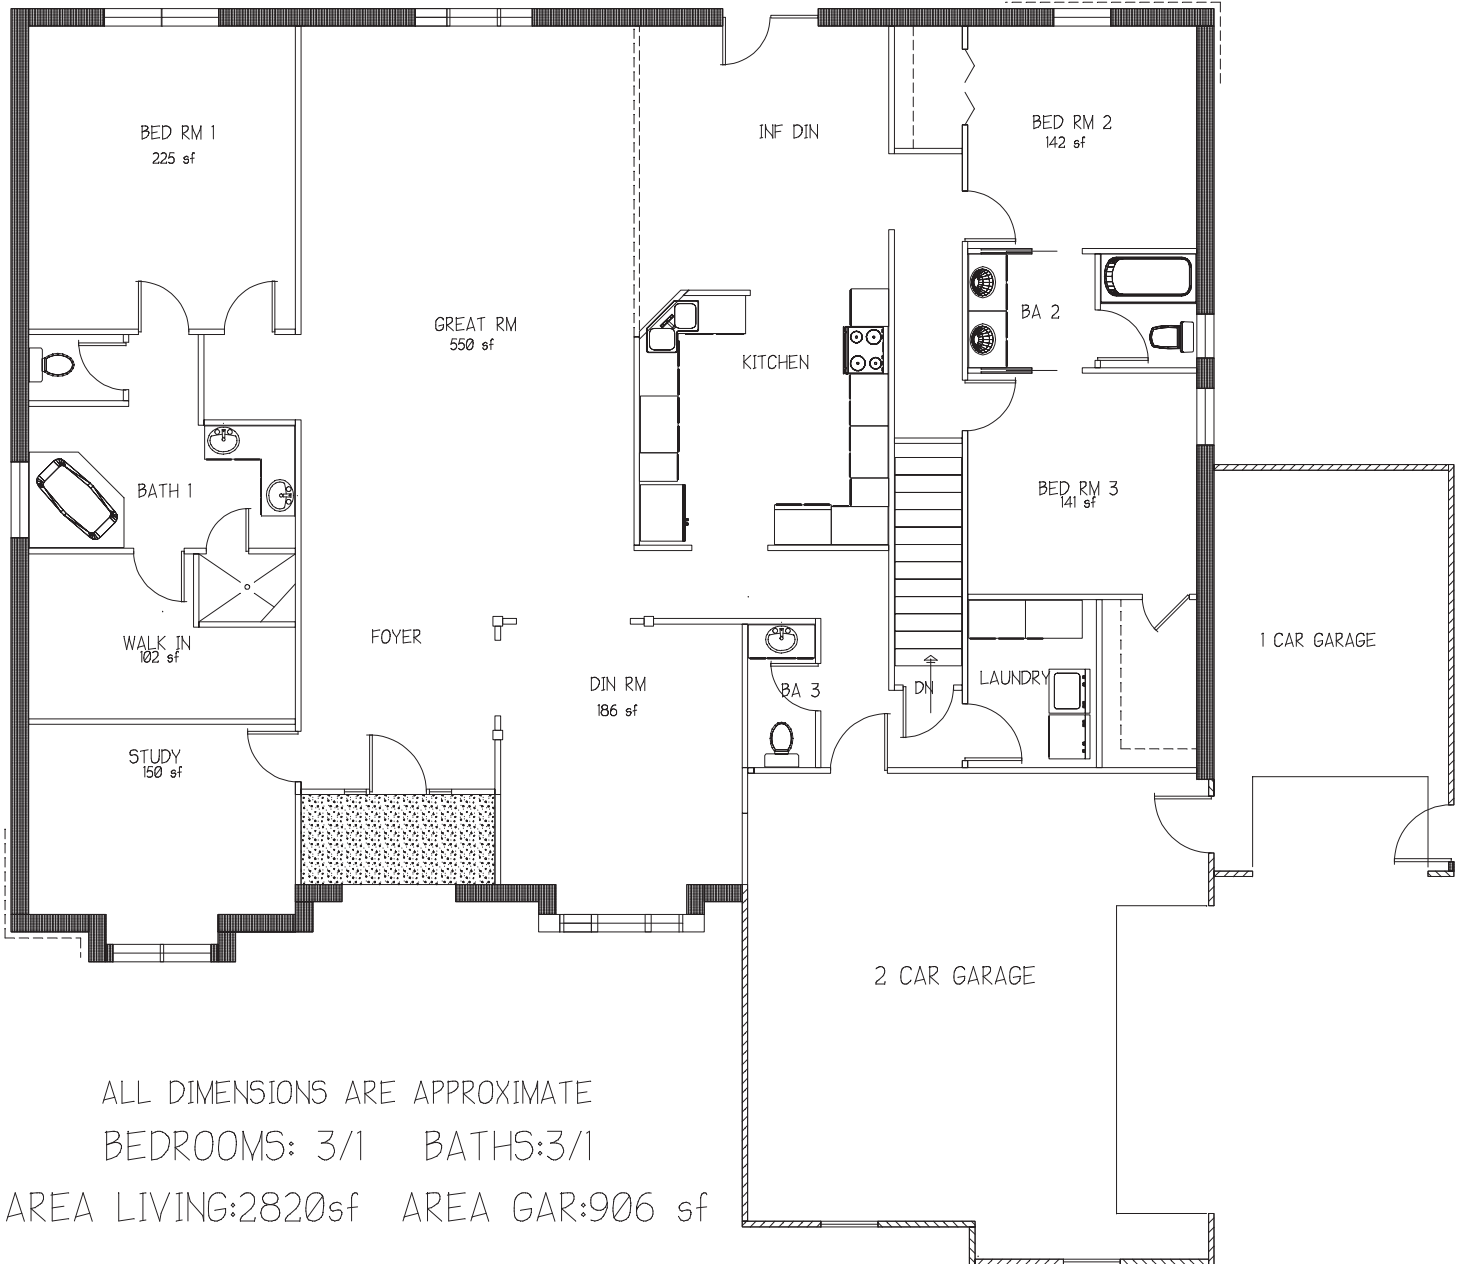 BED RM 1
225 sf
INF DIN
BED RM 2
142 sf
GREAT RM
550 sf
KITCHEN
BA 2
BATH 1
BED RM 3
141 sf
WALK IN
102 sf
FOYER
DIN RM
186 sf
BA 3
DN
LAUNDRY
1 CAR GARAGE
STUDY
150 sf
2 CAR GARAGE
ALL DIMENSIONS ARE APPROXIMATE
BEDROOMS: 3/1 BATHS:3/1
AREA LIVING:2820sf AREA GAR:906 sf